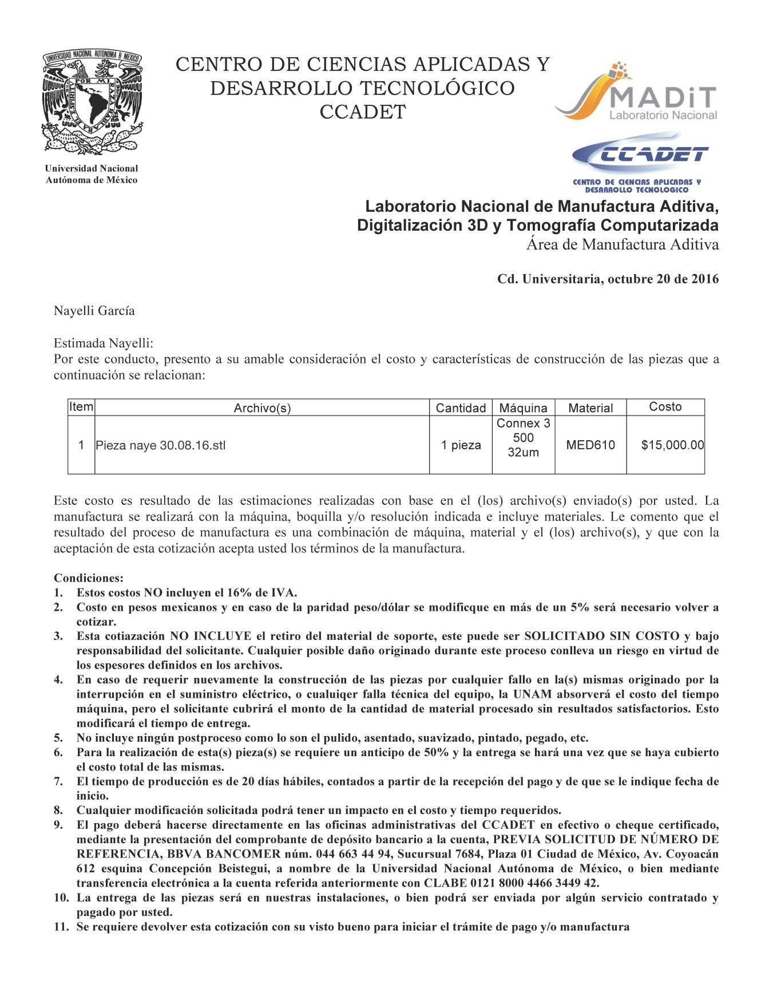 UNIVERSIDAD NACIONAL AUTONOMA D MEXICO
POR MI RAZA HABLARA EL ESPIRITU
Universidad Nacional
Autónoma de México
CENTRO DE CIENCIAS APLICADAS Y
DESARROLLO TECNOLÓGICO
CCADET
MADiT
Laboratorio Nacional
CCADET
CENTRO DE CIENCIAS APLICADAS Y
DESARROLLO TECNOLOGICO
Laboratorio Nacional de Manufactura Aditiva,
Digitalización 3D y Tomografía Computarizada
Área de Manufactura Aditiva
Cd. Universitaria, octubre 20 de 2016
Nayelli García
Estimada Nayelli:
Por este conducto, presento a su amable consideración el costo y características de construcción de las piezas que a
continuación se relacionan:
Item Archivo(s) Cantidad Máquina Material Costo
1 Pieza naye 30.08.16.stl 1 pieza Connex 3 500 32um MED610 $15,000.00
Este costo es resultado de las estimaciones realizadas con base en el (los) archivo(s) enviado(s) por usted. La
manufactura se realizará con la máquina, boquilla y/o resolución indicada e incluye materiales. Le comento que el
resultado del proceso de manufactura es una combinación de máquina, material y el (los) archivo(s), y que con la
aceptación de esta cotización acepta usted los términos de la manufactura.
Condiciones:
1. Estos costos NO incluyen el 16% de IVA.
2. Costo en pesos mexicanos y en caso de la paridad peso/dólar se modificque en más de un 5% será necesario volver a
cotizar.
3. Esta cotiazación NO INCLUYE el retiro del material de soporte, este puede ser SOLICITADO SIN COSTO y bajo
responsabilidad del solicitante. Cualquier posible daño originado durante este proceso conlleva un riesgo en virtud de
los espesores definidos en los archivos.
4. En caso de requerir nuevamente la construcción de las piezas por cualquier fallo en la(s) mismas originado por la
interrupción en el suministro eléctrico, o cualuiqer falla técnica del equipo, la UNAM absorverá el costo del tiempo
máquina, pero el solicitante cubrirá el monto de la cantidad de material procesado sin resultados satisfactorios. Esto
modificará el tiempo de entrega.
5. No incluye ningún postproceso como lo son el pulido, asentado, suavizado, pintado, pegado, etc.
6. Para la realización de esta(s) pieza(s) se requiere un anticipo de 50% y la entrega se hará una vez que se haya cubierto
el costo total de las mismas.
7. El tiempo de producción es de 20 días hábiles, contados a partir de la recepción del pago y de que se le indique fecha de
inicio.
8. Cualquier modificación solicitada podrá tener un impacto en el costo y tiempo requeridos.
9. El pago deberá hacerse directamente en las oficinas administrativas del CCADET en efectivo o cheque certificado,
mediante la presentación del comprobante de depósito bancario a la cuenta, PREVIA SOLICITUD DE NÚMERO DE
REFERENCIA, BBVA BANCOMER núm. 044 663 44 94, Sucursual 7684, Plaza 01 Ciudad de México, Av. Coyoacán
612 esquina Concepción Beistegui, a nombre de la Universidad Nacional Autónoma de México, o bien mediante
transferencia electrónica a la cuenta referida anteriormente con CLABE 0121 8000 4466 3449 42.
10. La entrega de las piezas será en nuestras instalaciones, o bien podrá ser enviada por algún servicio contratado y
pagado por usted.
11. Se requiere devolver esta cotización con su visto bueno para iniciar el trámite de pago y/o manufactura